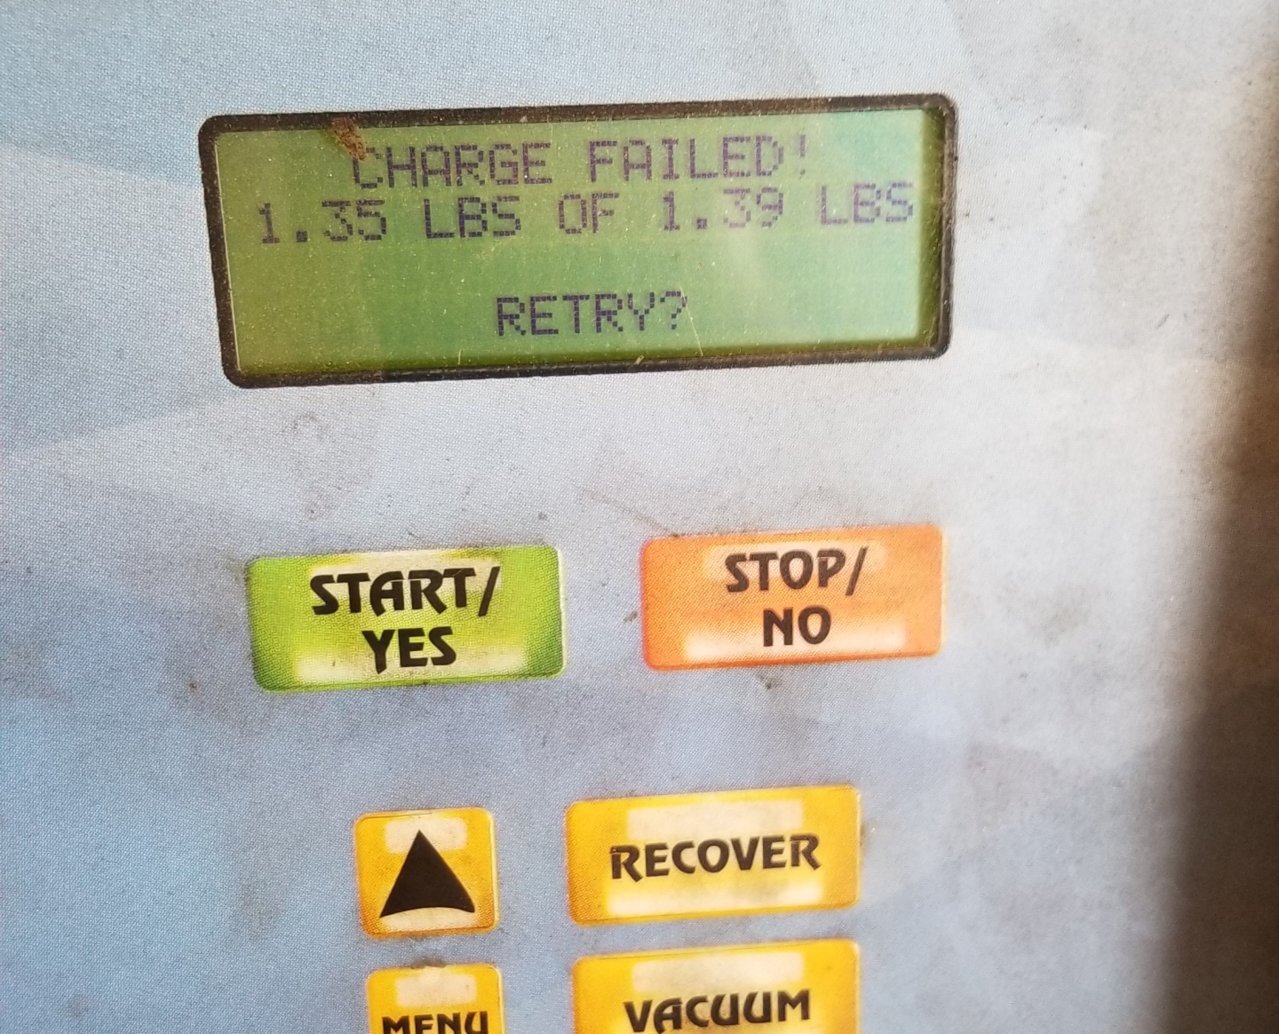 CHARGE FAILED!
1.35 LBS OF 1.39 LBS
RETRY?
START/
YES
STOP/
NO
RECOVER
MENU
VACUUM